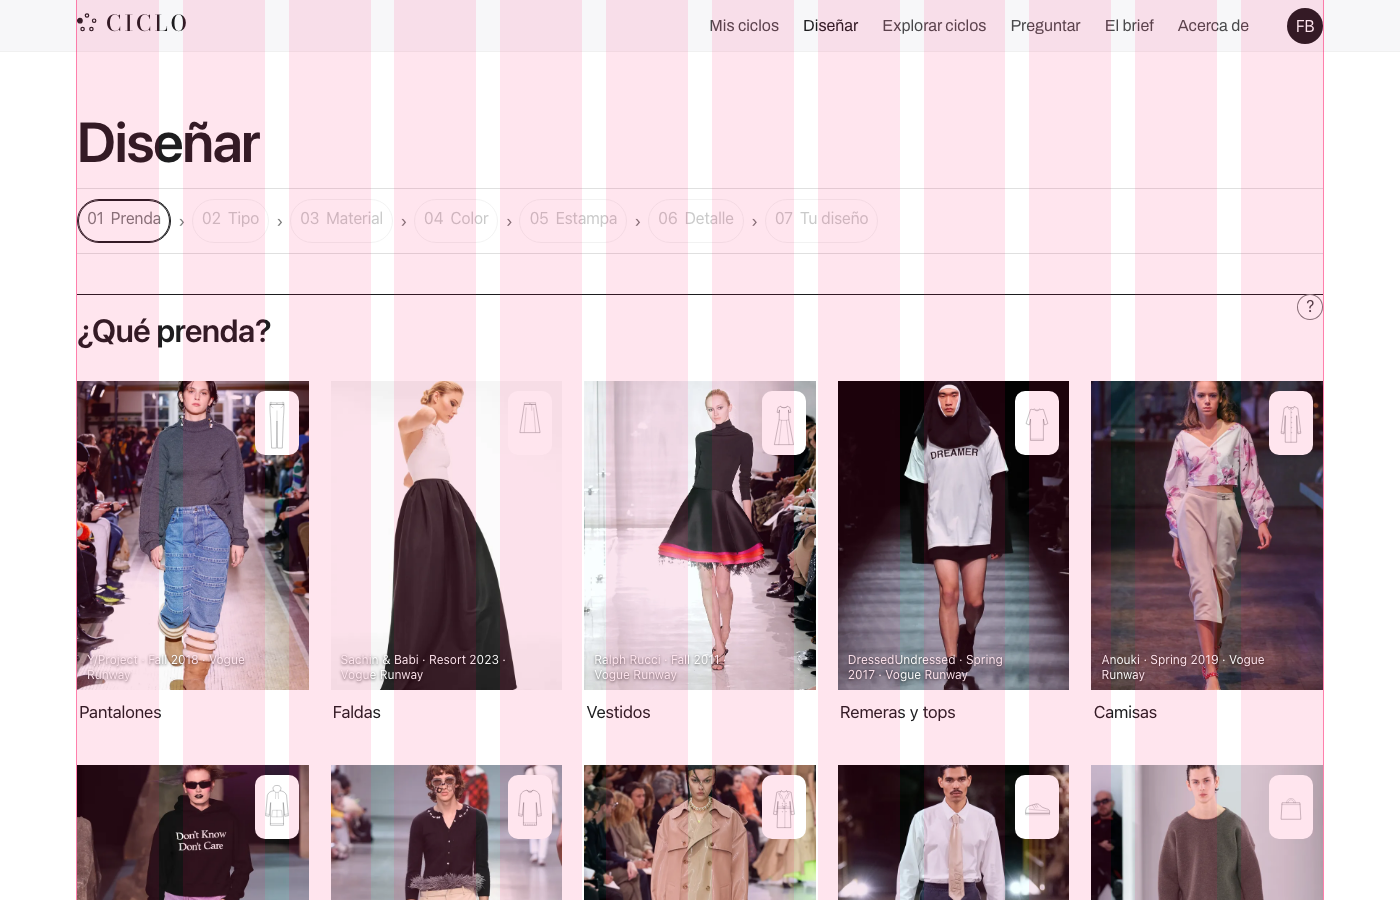 CICLO
Mis ciclos Diseñar Explorar ciclos Preguntar El brief Acerca de FB
Diseñar
01 Prenda › 02 Tipo › 03 Material › 04 Color › 05 Estampa › 06 Detalle › 07 Tu diseño
?
¿Qué prenda?
DREAMER
Y/Project · Fall 2018 · Vogue
Runway
Sachin & Babi · Resort 2023 ·
Vogue Runway
Ralph Rucci · Fall 2011 ·
Vogue Runway
DressedUndressed · Spring
2017 · Vogue Runway
Anouki · Spring 2019 · Vogue
Runway
Pantalones
Faldas
Vestidos
Remeras y tops
Camisas
Don't Know
Don't Care